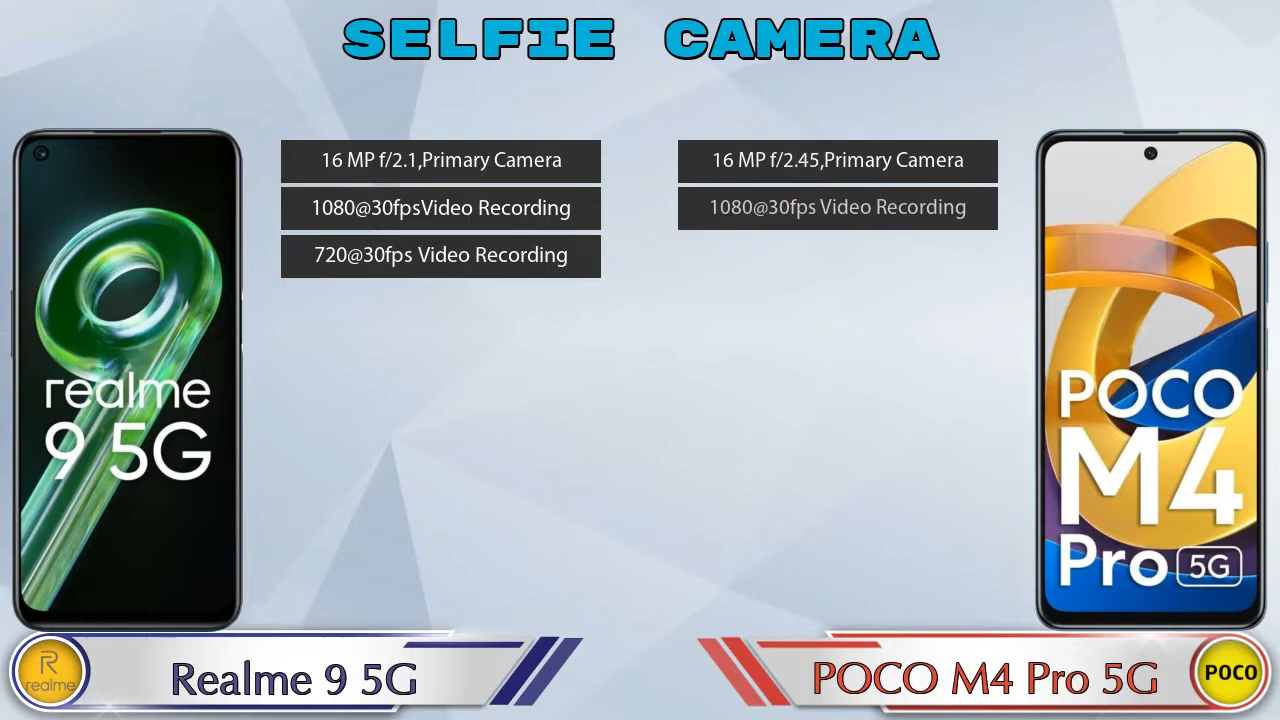 SELFIE CAMERA
16 MP f/2.1,Primary Camera
1080@30fpsVideo Recording
720@30fps Video Recording
16 MP f/2.45,Primary Camera
1080@30fps Video Recording
realme
9 5G
POCO
M4
Pro 5G
R
realme
Realme 9 5G
POCO M4 Pro 5G
POCO